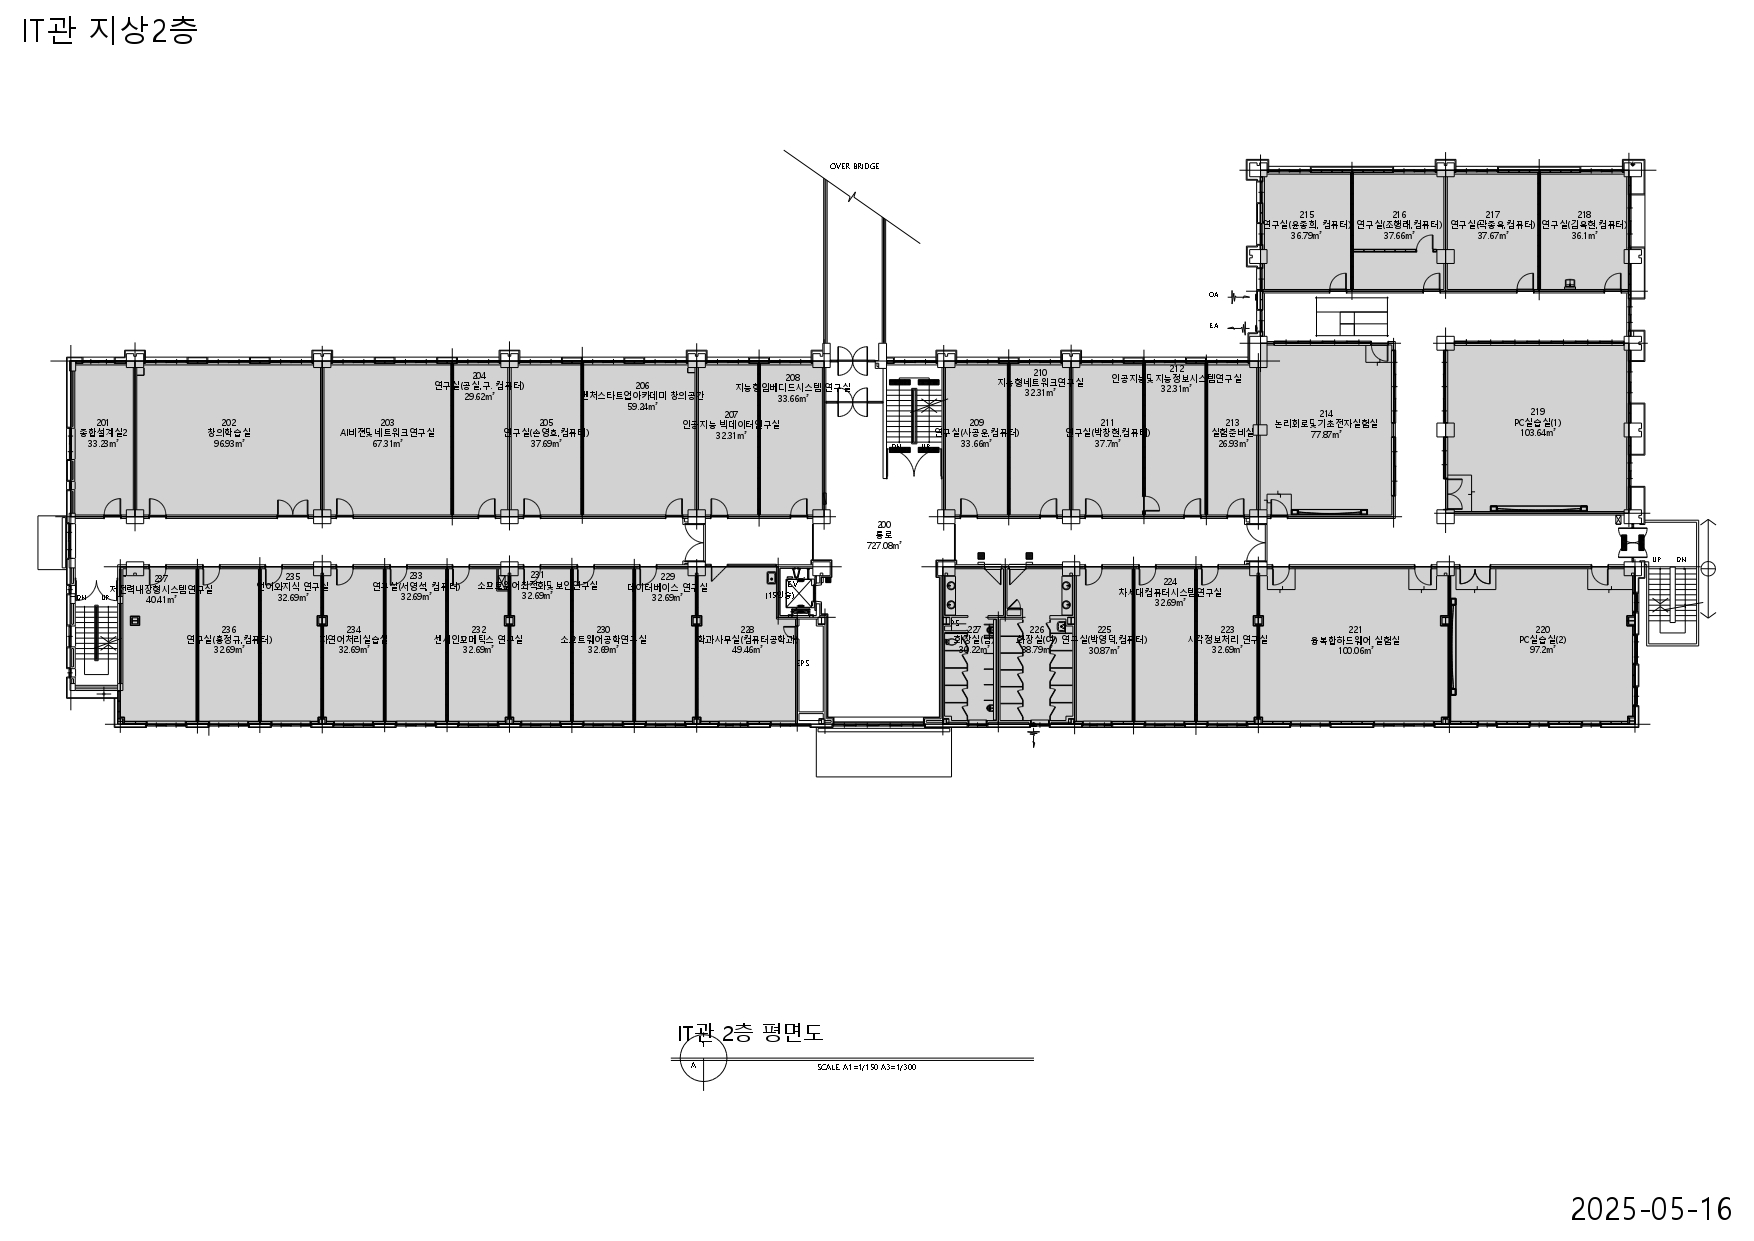 IT관 지상2층
OVER BRIDGE
215
연구실(윤종희, 컴퓨터)
36.79㎡
216
연구실(조행래,컴퓨터)
37.66㎡
217
연구실(곽종욱,컴퓨터)
37.67㎡
218
36.1㎡
OA
EA
201
종합설계실2
33.23㎡
202
창의학습실
96.93㎡
203
AI비전및 네트워크연구실
67.31㎡
204
연구실(공실,구. 컴퓨터)
29.62㎡
205
연구실(손영호,컴퓨터)
37.69㎡
206
벤처스타트업아카데미 창의공간
59.24㎡
207
인공지능 빅데이터연구실
32.31㎡
208
지능형임베디드시스템 연구실
33.66㎡
DN UP
209
연구실(사공윤,컴퓨터)
33.66㎡
210
지능형네트워크연구실
32.31㎡
211
연구실(박창현,컴퓨터)
37.7㎡
212
인공지능및 지능정보시스템연구실
32.31㎡
213
실험준비실
26.93㎡
214
논리회로및기초전자실험실
77.87㎡
219
PC실습실(1)
103.64㎡
200
통로
727.08㎡
237
저전력내장형시스템연구실
40.41㎡
DN UP
236
연구실(홍정규,컴퓨터)
32.69㎡
235
언어와지식 연구실
32.69㎡
234
자연어처리실습실
32.69㎡
233
연구실(서영석, 컴퓨터)
32.69㎡
232
센서인포매틱스 연구실
32.69㎡
231
소프트웨어최적화및 보안연구실
32.69㎡
230
소프트웨어공학연구실
32.69㎡
229
데이터베이스 연구실
32.69㎡
228
학과사무실(컴퓨터공학과)
49.46㎡
EV
EPS
PS
227
화장실(남)
226
화장실(여)
38.79㎡
225
연구실(박영덕,컴퓨터)
30.87㎡
224
차세대컴퓨터시스템연구실
32.69㎡
223
시각정보처리 연구실
32.69㎡
221
융복합하드웨어 실험실
100.06㎡
220
PC실습실(2)
97.2㎡
UP DN
IT관 2층 평면도
A
SCALE A1=1/150 A3=1/300
2025-05-16